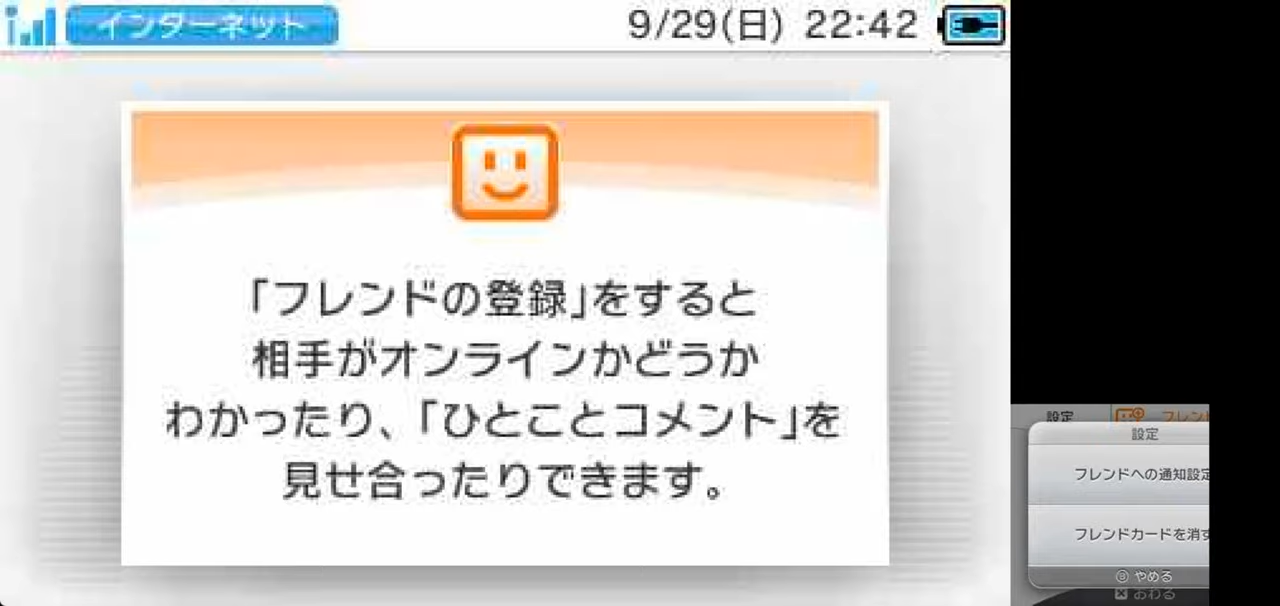 インターネット
9/29(日) 22:42
「フレンドの登録」をすると
相手がオンラインかどうか
わかったり、「ひとことコメント」を
見せ合ったりできます。
設定 フレン
設定
フレンドへの通知設定
フレンドカードを消す
Ⓑ やめる
おわる